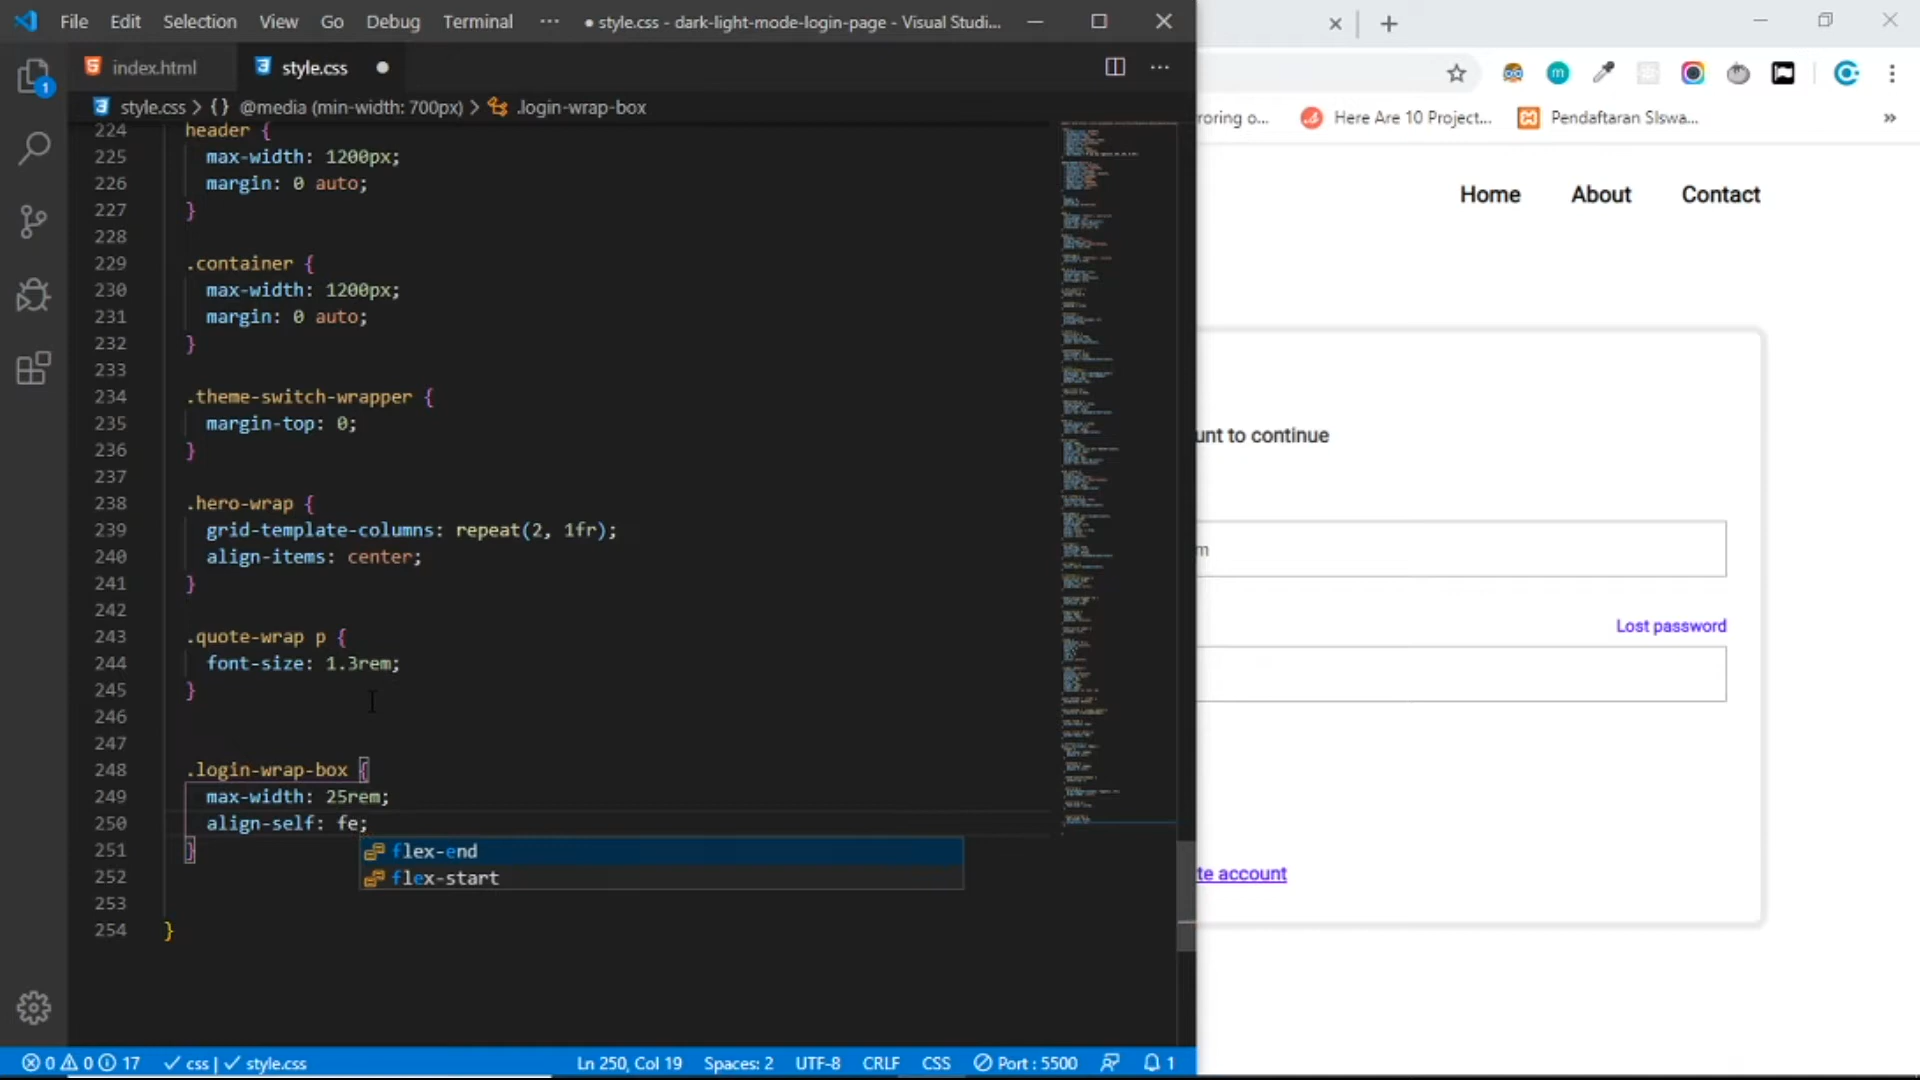 File Edit Selection View Go Debug Terminal ··· ● style.css - dark-light-mode-login-page - Visual Studi...
index.html style.css
style.css > {} @media (min-width: 700px) > .login-wrap-box
224 header {
225 max-width: 1200px;
226 margin: 0 auto;
227 }
228
229 .container {
230 max-width: 1200px;
231 margin: 0 auto;
232 }
233
234 .theme-switch-wrapper {
235 margin-top: 0;
236 }
237
238 .hero-wrap {
239 grid-template-columns: repeat(2, 1fr);
240 align-items: center;
241 }
242
243 .quote-wrap p {
244 font-size: 1.3rem;
245 }
246
247
248 .login-wrap-box {
249 max-width: 25rem;
250 align-self: fe;
251 }
flex-end
252
flex-start
253
254 }
1
0 0 17 css | style.css Ln 250, Col 19 Spaces: 2 UTF-8 CRLF CSS Port : 5500 1
roring o... Here Are 10 Project... Pendaftaran SIswa... »
Home About Contact
unt to continue
m
Lost password
te account